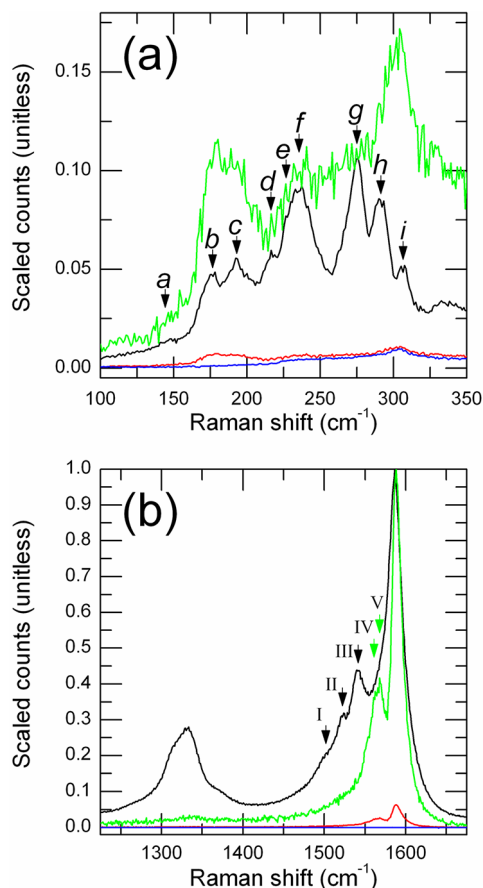 (a)
0.15
0.10
0.05
0.00
Scaled counts (unitless)
a
b
c
d
e
f
g
h
i
100 150 200 250 300 350
Raman shift (cm-1)
(b)
1.0
0.9
0.8
0.7
0.6
0.5
0.4
0.3
0.2
0.1
0.0
Scaled counts (unitless)
I
II
III
IV
V
1300 1400 1500 1600
Raman shift (cm-1)